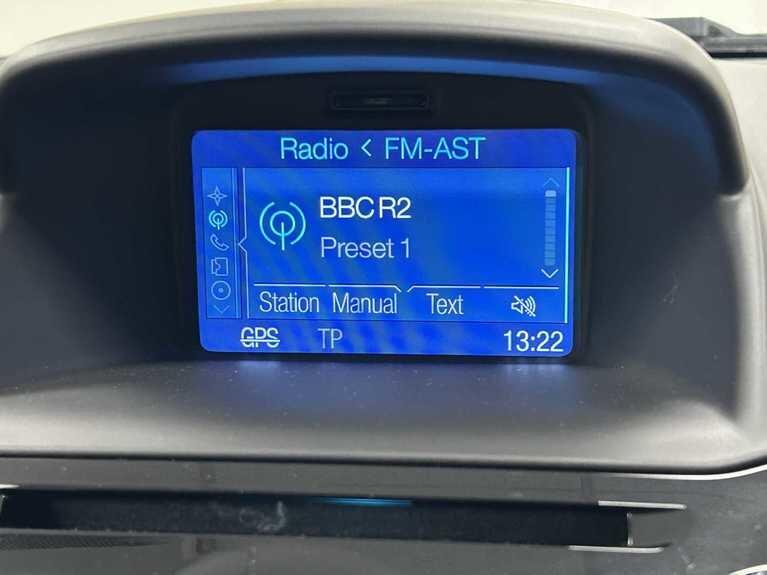 Radio < FM-AST
BBC R2
Preset 1
Station Manual Text
GPS TP 13:22